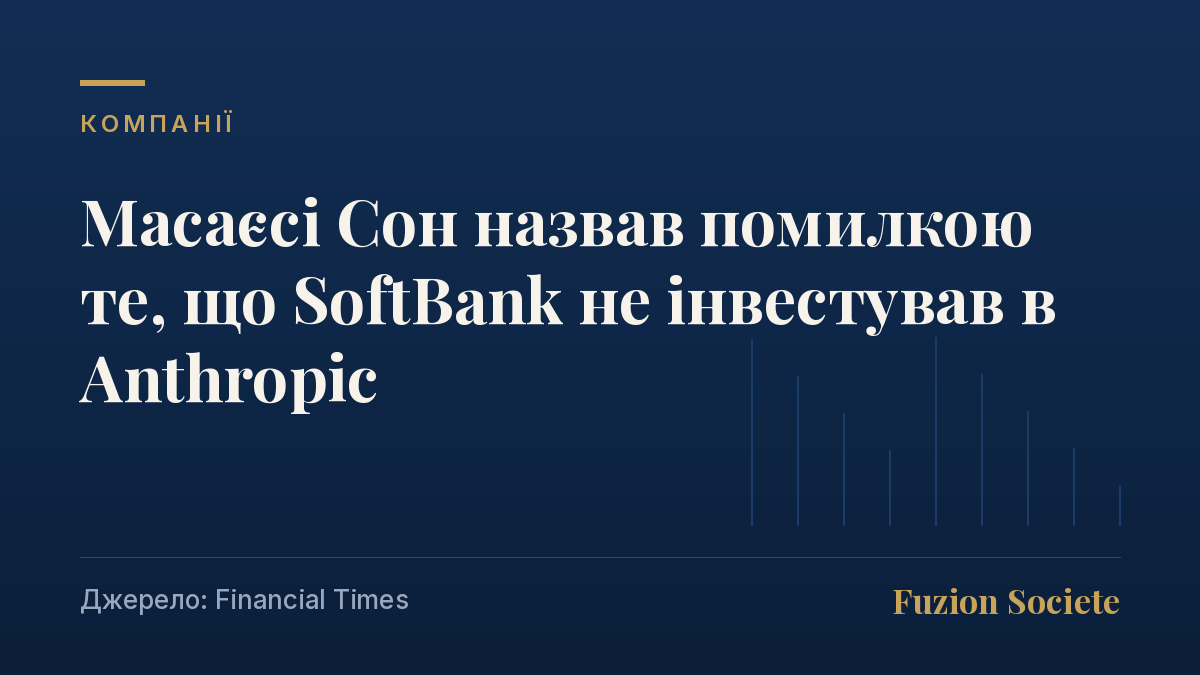 КОМПАНІЇ
Масаєсі Сон назвав помилкою
те, що SoftBank не інвестував в
Anthropic
Джерело: Financial Times
Fuzion Societe